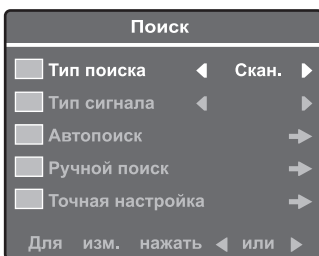 Поиск
Тип поиска ◀ Скан. ▶
Тип сигнала ◀ ▶
Автопоиск
Ручной поиск
Точная настройка
Для изм. нажать ◀ или ▶